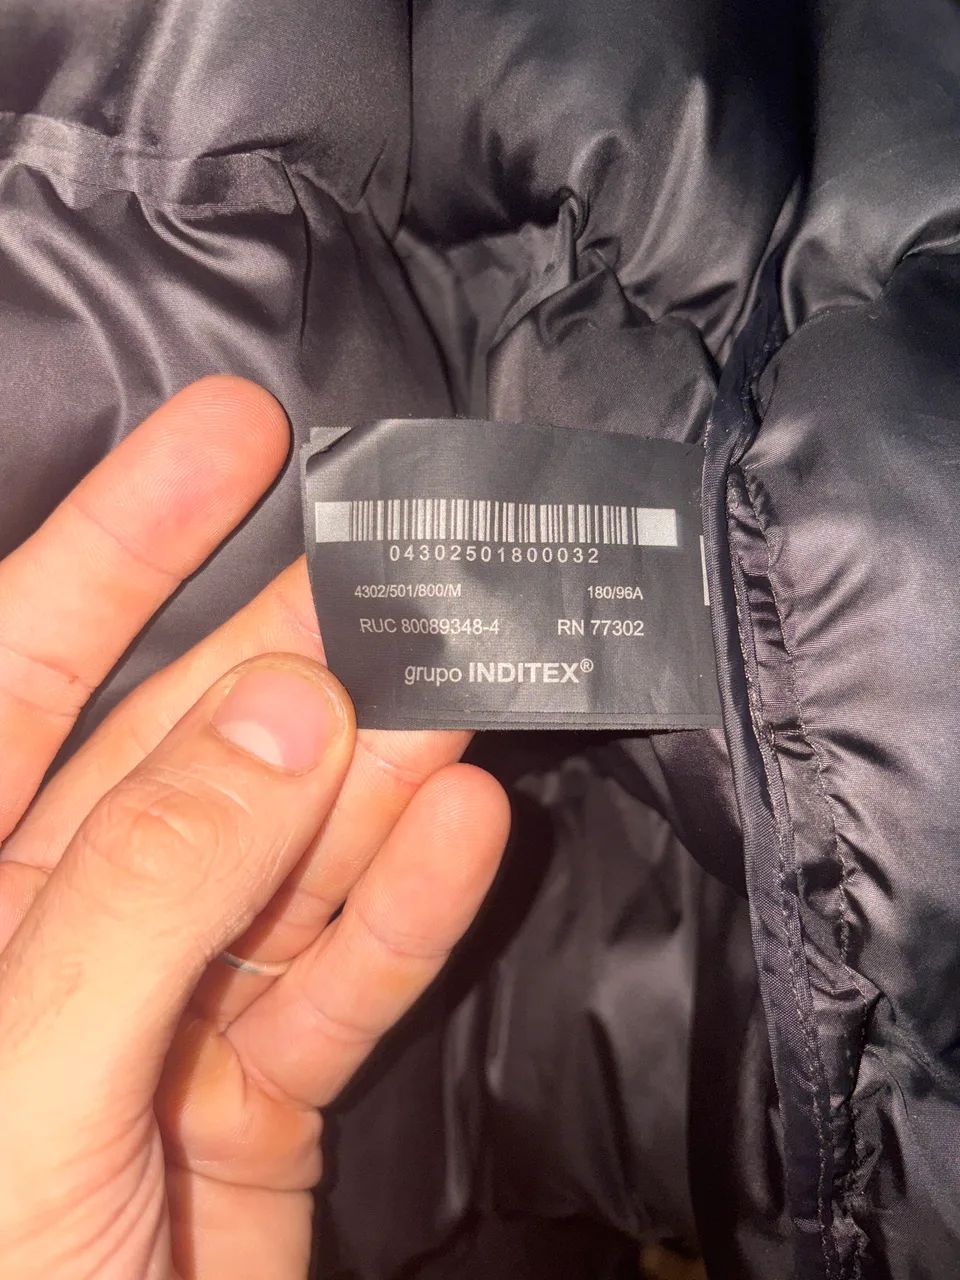 04302501800032
4302/501/800/M 180/96A
RUC 80089348-4 RN 77302
grupo INDITEX®